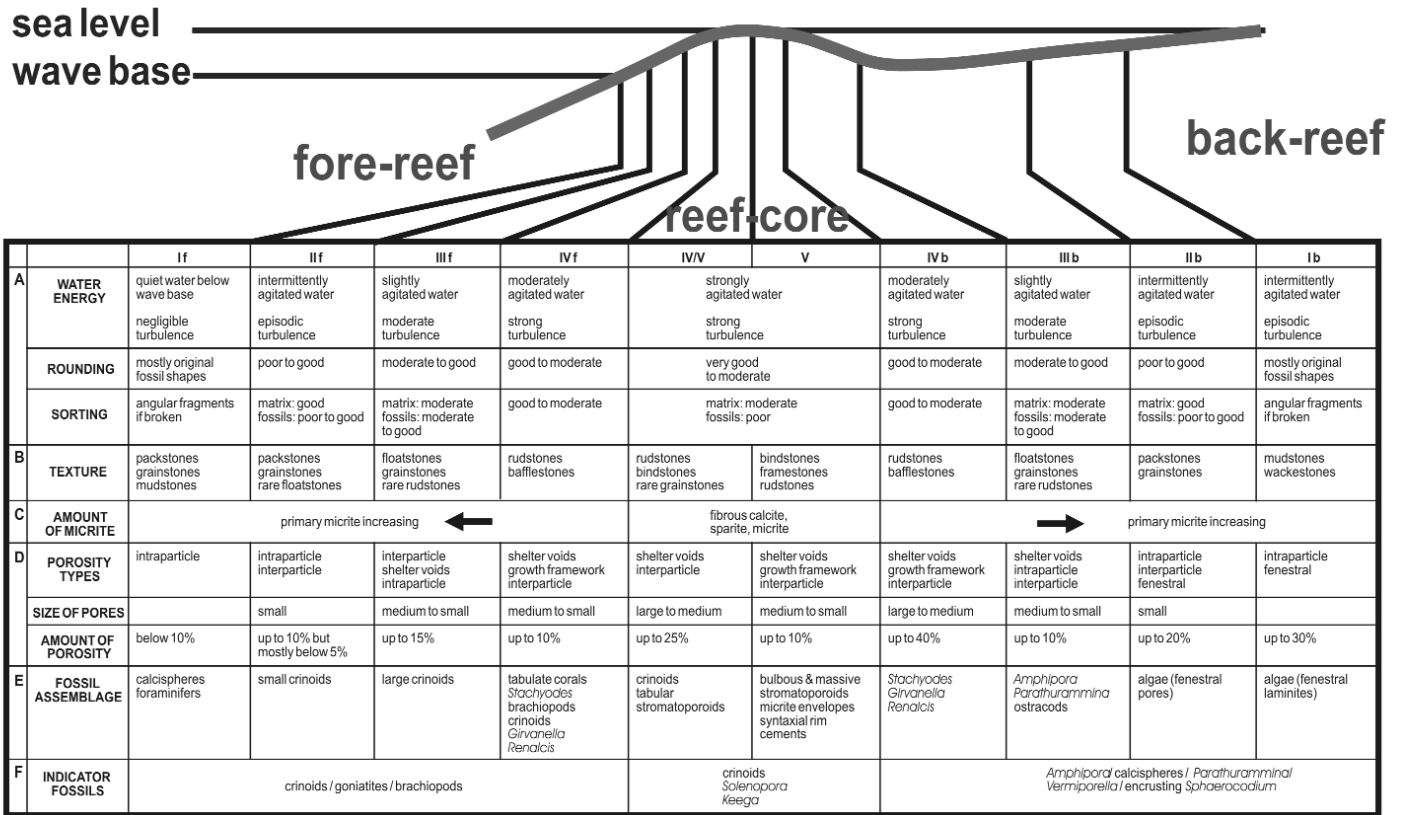 sea level
wave base
fore-reef
back-reef
reef-core
I f
II f
III f
IV f
IV/V
V
IV b
III b
II b
I b
A
WATER
ENERGY
quiet water below
wave base
negligible
turbulence
intermittently
agitated water
episodic
turbulence
slightly
agitated water
moderate
turbulence
moderately
agitated water
strong
turbulence
strongly
agitated water
strong
turbulence
moderately
agitated water
strong
turbulence
slightly
agitated water
moderate
turbulence
intermittently
agitated water
episodic
turbulence
intermittently
agitated water
episodic
turbulence
ROUNDING
mostly original
fossil shapes
poor to good
moderate to good
good to moderate
very good
to moderate
good to moderate
moderate to good
poor to good
mostly original
fossil shapes
SORTING
angular fragments
if broken
matrix: good
fossils: poor to good
matrix: moderate
fossils: moderate
to good
good to moderate
matrix: moderate
fossils: poor
good to moderate
matrix: moderate
fossils: moderate
to good
matrix: good
fossils: poor to good
angular fragments
if broken
B
TEXTURE
packstones
grainstones
mudstones
packstones
grainstones
rare floatstones
floatstones
grainstones
rare rudstones
rudstones
bafflestones
rudstones
bindstones
rare grainstones
bindstones
framestones
rudstones
rudstones
bafflestones
floatstones
grainstones
rare rudstones
packstones
grainstones
mudstones
wackestones
C
AMOUNT
OF MICRITE
primary micrite increasing
fibrous calcite,
sparite, micrite
primary micrite increasing
D
POROSITY
TYPES
intraparticle
intraparticle
interparticle
interparticle
shelter voids
intraparticle
shelter voids
growth framework
interparticle
shelter voids
interparticle
shelter voids
growth framework
interparticle
shelter voids
growth framework
interparticle
shelter voids
intraparticle
interparticle
intraparticle
interparticle
fenestral
intraparticle
fenestral
SIZE OF PORES
small
medium to small
medium to small
large to medium
medium to small
large to medium
medium to small
small
AMOUNT OF
POROSITY
below 10%
up to 10% but
mostly below 5%
up to 15%
up to 10%
up to 25%
up to 10%
up to 40%
up to 10%
up to 20%
up to 30%
E
FOSSIL
ASSEMBLAGE
calcispheres
foraminifers
small crinoids
large crinoids
tabulate corals
Stachyodes
brachiopods
crinoids
Girvanella
Renalcis
crinoids
tabular
stromatoporoids
bulbous & massive
stromatoporoids
micrite envelopes
syntaxial rim
cements
Stachyodes
Girvanella
Renalcis
Amphipora
Parathurammina
ostracods
algae (fenestral
pores)
algae (fenestral
laminites)
F
INDICATOR
FOSSILS
crinoids / goniatites / brachiopods
crinoids
Solenopora
Keega
Amphipora/ calcispheres / Parathuramminal
Vermiporella / encrusting Sphaerocodium